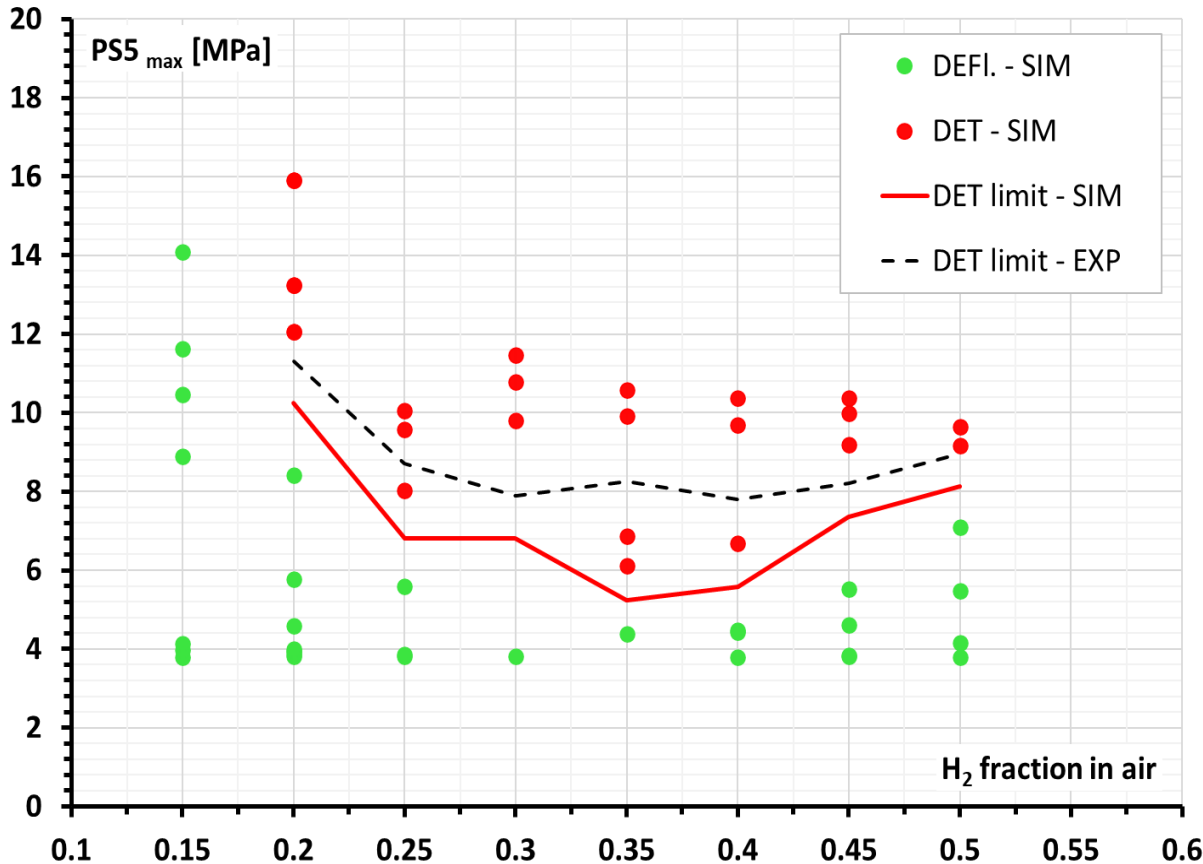 PS5 max [MPa]
DEFl. - SIM
DET - SIM
DET limit - SIM
DET limit - EXP
20
18
16
14
12
10
8
6
4
2
0
H₂ fraction in air
0.1 0.15 0.2 0.25 0.3 0.35 0.4 0.45 0.5 0.55 0.6